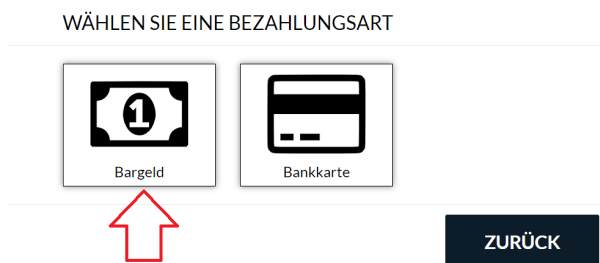 WÄHLEN SIE EINE BEZAHLUNGSART
1
Bargeld
Bankkarte
ZURÜCK